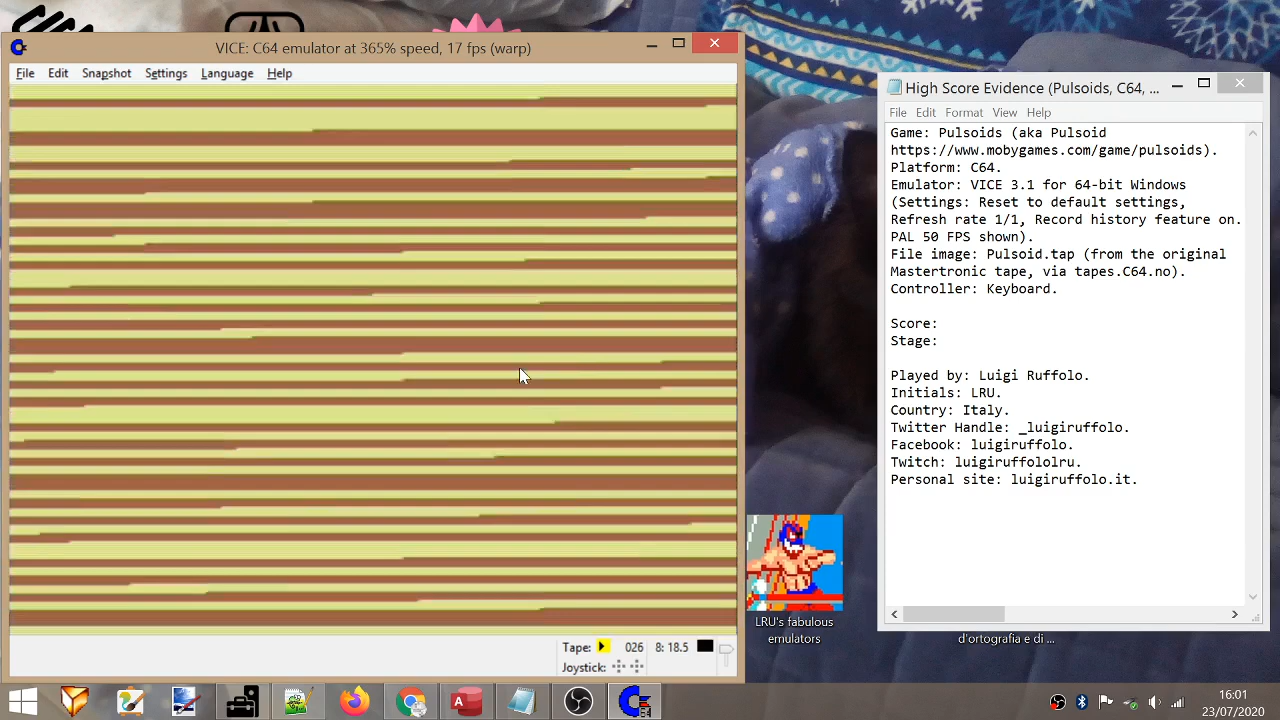 VICE: C64 emulator at 365% speed, 17 fps (warp)
File Edit Snapshot Settings Language Help
Tape: 026 8: 18.5
Joystick:
High Score Evidence (Pulsoids, C64, ...
File Edit Format View Help
Game: Pulsoids (aka Pulsoid
https://www.mobygames.com/game/pulsoids).
Platform: C64.
Emulator: VICE 3.1 for 64-bit Windows
(Settings: Reset to default settings,
Refresh rate 1/1, Record history feature on.
PAL 50 FPS shown).
File image: Pulsoid.tap (from the original
Mastertronic tape, via tapes.C64.no).
Controller: Keyboard.
Score:
Stage:
Played by: Luigi Ruffolo.
Initials: LRU.
Country: Italy.
Twitter Handle: _luigiruffolo.
Facebook: luigiruffolo.
Twitch: luigiruffololru.
Personal site: luigiruffolo.it.
LRU's fabulous
emulators
d'ortografia e di ...
16:01
23/07/2020